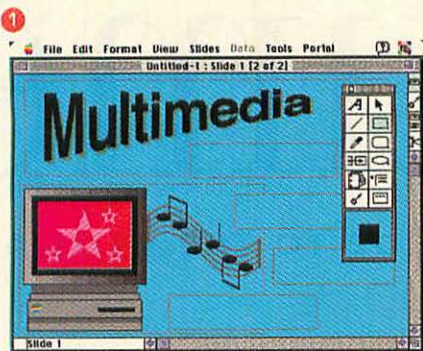 1
File Edit Format View Slides Data Tools Portal
Untitled-1 : Slide 1 [2 of 2]
Multimedia
A
Slide 1